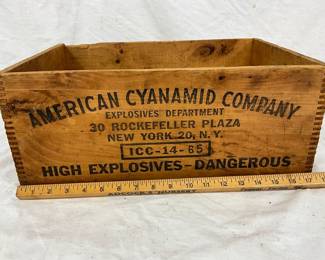 AMERICAN CYANAMID COMPANY
EXPLOSIVES DEPARTMENT
30 ROCKEFELLER PLAZA
NEW YORK 20, N.Y.
ICC-14-65
HIGH EXPLOSIVES-DANGEROUS